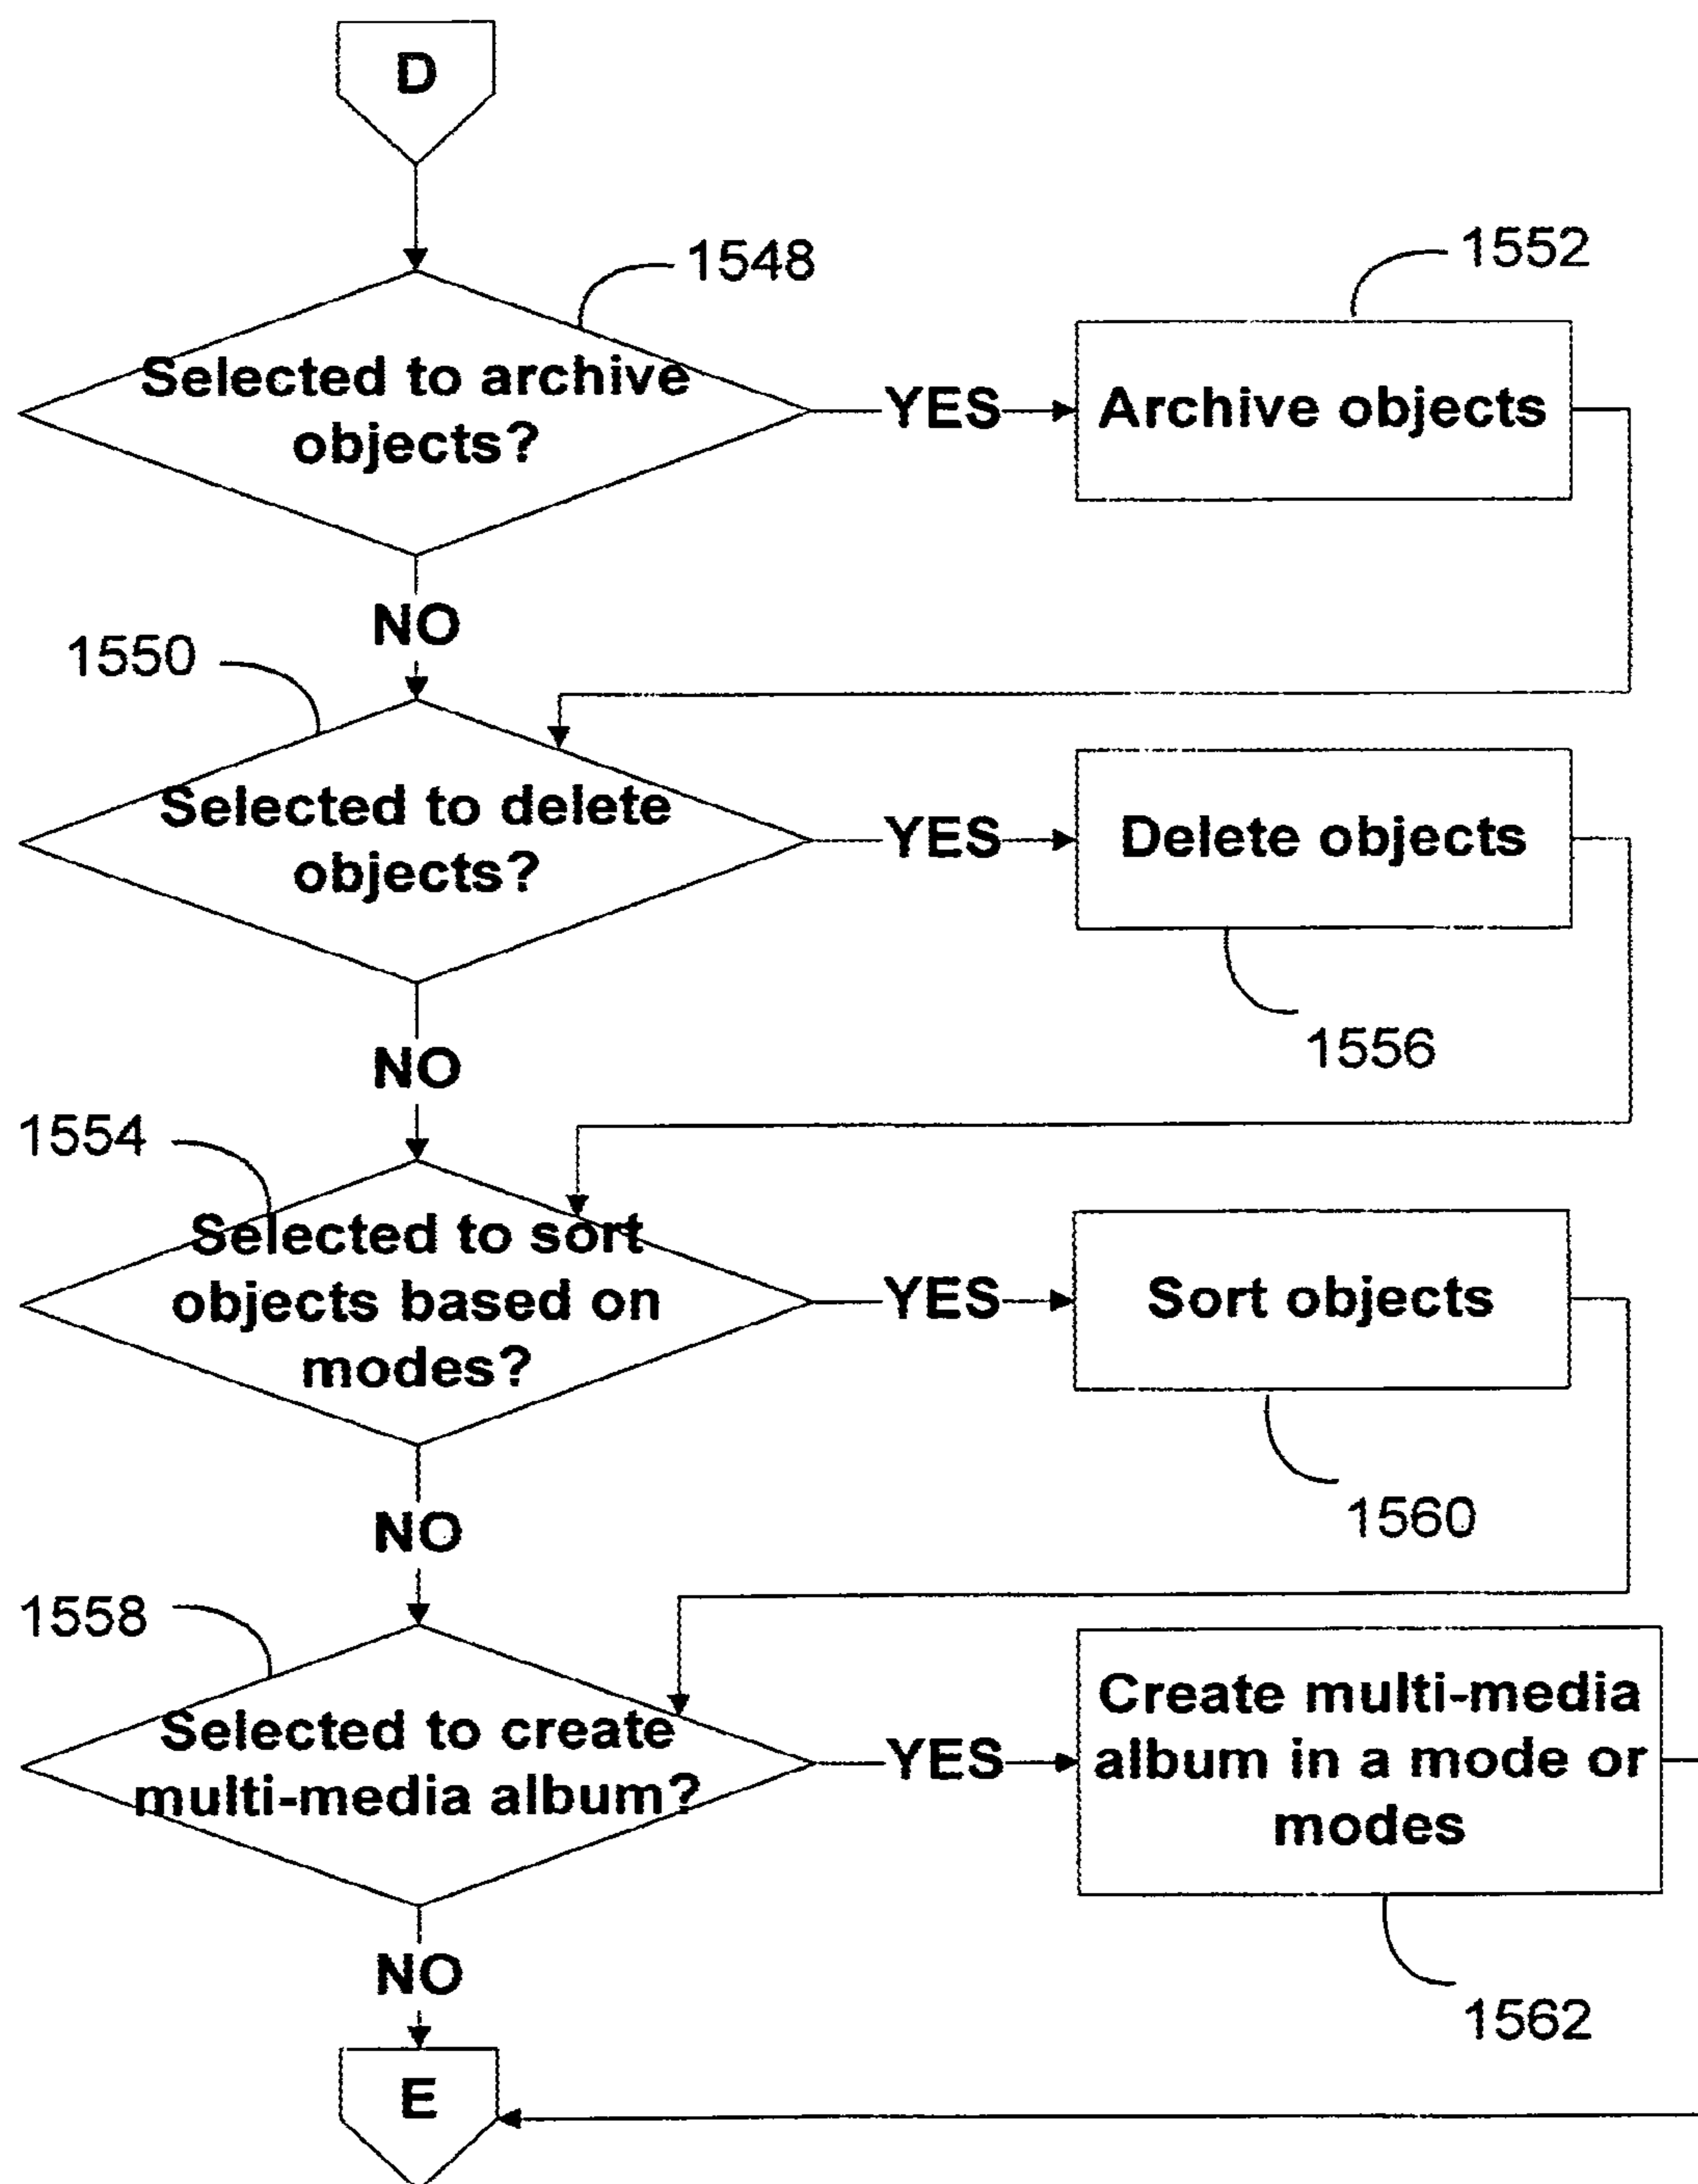 D
1548
1552
Selected to archive
objects?
YES
Archive objects
NO
1550
Selected to delete
objects?
YES
Delete objects
1556
NO
1554
Selected to sort
objects based on
modes?
YES
Sort objects
1560
NO
1558
Selected to create
multi-media album?
YES
Create multi-media
album in a mode or
modes
1562
NO
E